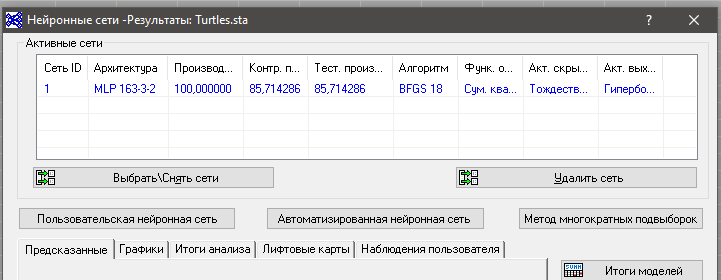 Нейронные сети -Результаты: Turtles.sta
Активные сети
Сеть ID Архитектура Производ... Контр. п... Тест. произ... Алгоритм Функ. о... Акт. скры... Акт. вых...
1 MLP 163-3-2 100,000000 85,714286 85,714286 BFGS 18 Сум. ква... Тождеств... Гипербо...
Выбрать\Снять сети Удалить сеть
Пользовательская нейронная сеть Автоматизированная нейронная сеть Метод многократных подвыборок
Предсказанные Графики Итоги анализа Лифтовые карты Наблюдения пользователя
SUMM Итоги моделей